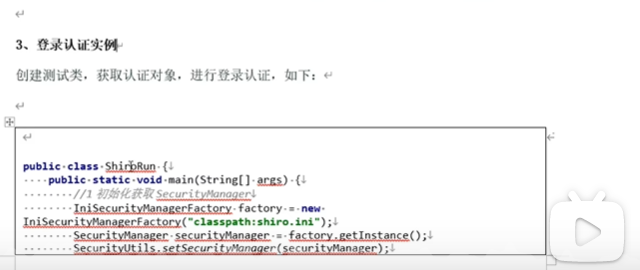 3、登录认证实例
创建测试类，获取认证对象，进行登录认证，如下：
public class ShiroRun {
public static void main(String[] args) {
//1 初始化获取 SecurityManager
IniSecurityManagerFactory factory = new
IniSecurityManagerFactory("classpath:shiro.ini");
SecurityManager securityManager = factory.getInstance();
SecurityUtils.setSecurityManager(securityManager);